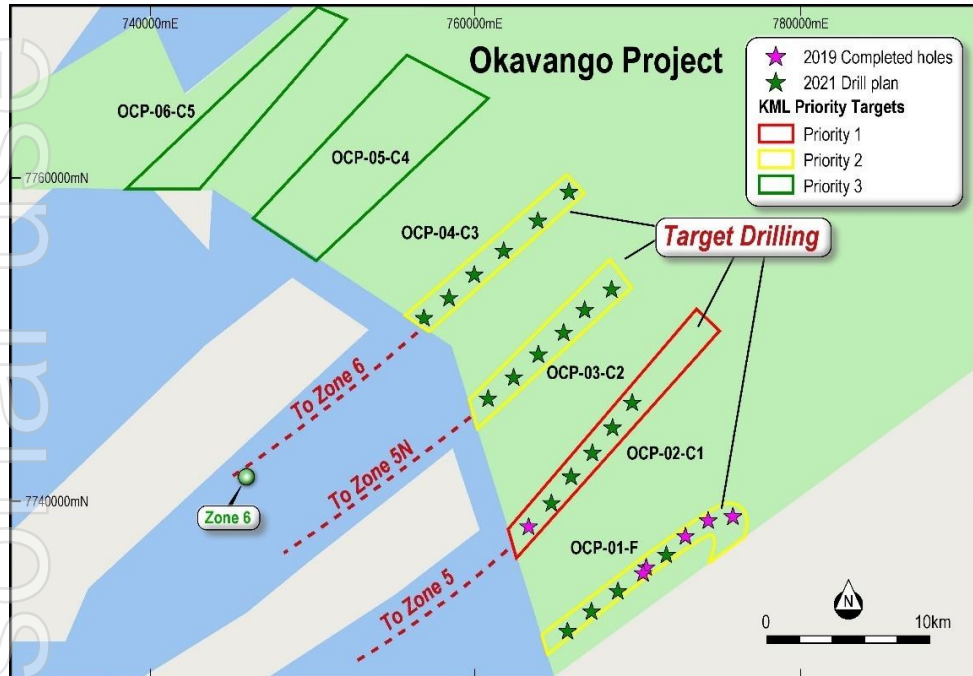 740000mE
760000mE
780000mE
Okavango Project
2019 Completed holes
2021 Drill plan
KML Priority Targets
Priority 1
Priority 2
Priority 3
OCP-06-C5
OCP-05-C4
7760000mN
OCP-04-C3
Target Drilling
OCP-03-C2
To Zone 6
OCP-02-C1
To Zone 5N
Zone 6
7740000mN
OCP-01-F
To Zone 5
N
0
10km